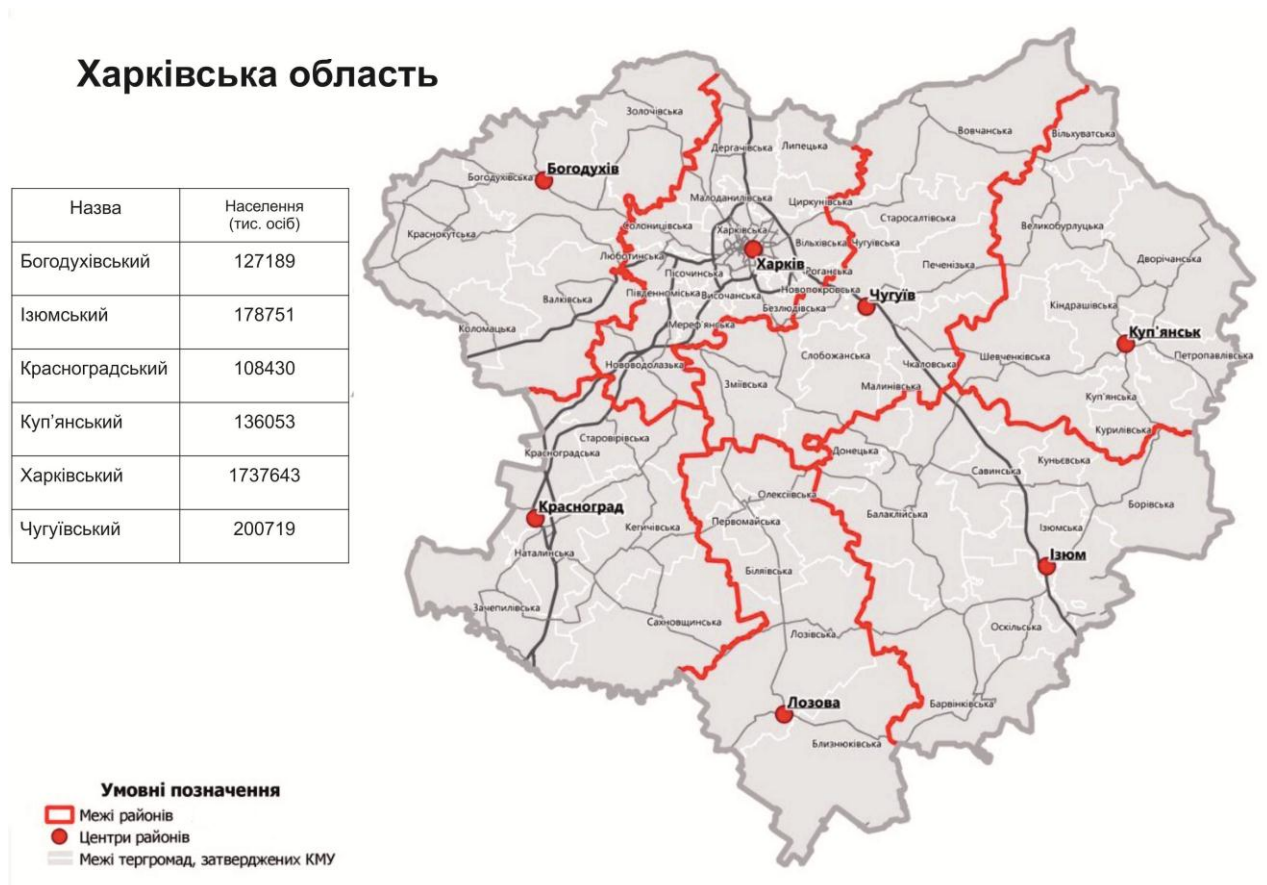 Харківська область
Назва
Населення
(тис. осіб)
Богодухівський
127189
Ізюмський
178751
Красноградський
108430
Куп'янський
136053
Харківський
1737643
Чугуївський
200719
Золочівська
Дергачівська
Липецька
Вовчанська
Вільхуватська
Богодухів
Богодухівська
Малоданилівська
Циркунівська
Старосалтівська
Великобурлуцька
Краснокутська
Солоницівська
Харківська
Вільхівська
Чугуївська
Дворічанська
Люботинська
Пісочинська
Харків
Роганська
Печенізька
Валківська
Південноміська
Височанська
Новопокровська
Чугуїв
Кіндрашівська
Безлюдівська
Коломацька
Мереф'янська
Куп'янськ
Слобожанська
Шевченківська
Петропавлівська
Нововодолазька
Чкаловська
Зміївська
Малинівська
Куп'янська
Курилівська
Старовірівська
Красноградська
Донецька
Куньєвська
Савинська
Олексіївська
Борівська
Красноград
Балаклійська
Кегичівська
Первомайська
Ізюмська
Наталинська
Ізюм
Біляївська
Зачепилівська
Сахновщинська
Лозівська
Оскільська
Лозова
Барвінківська
Близнюківська
Умовні позначення
Межі районів
Центри районів
Межі тергромад, затверджених КМУ